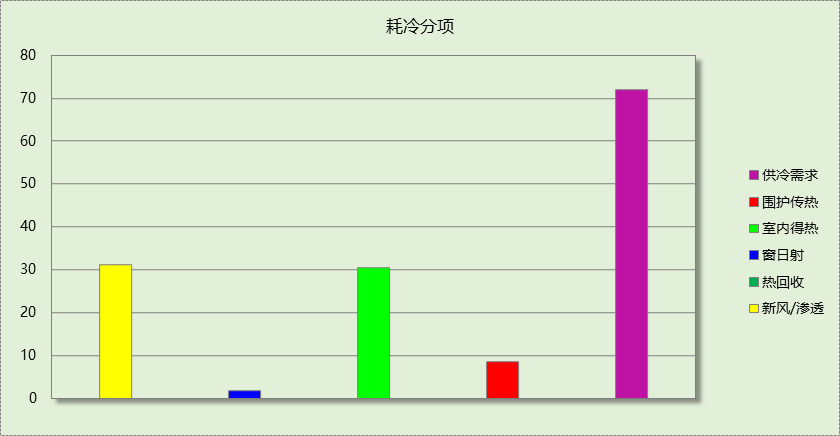 耗冷分项
80
70
60
50
40
30
20
10
0
供冷需求
围护传热
室内得热
窗日射
热回收
新风/渗透